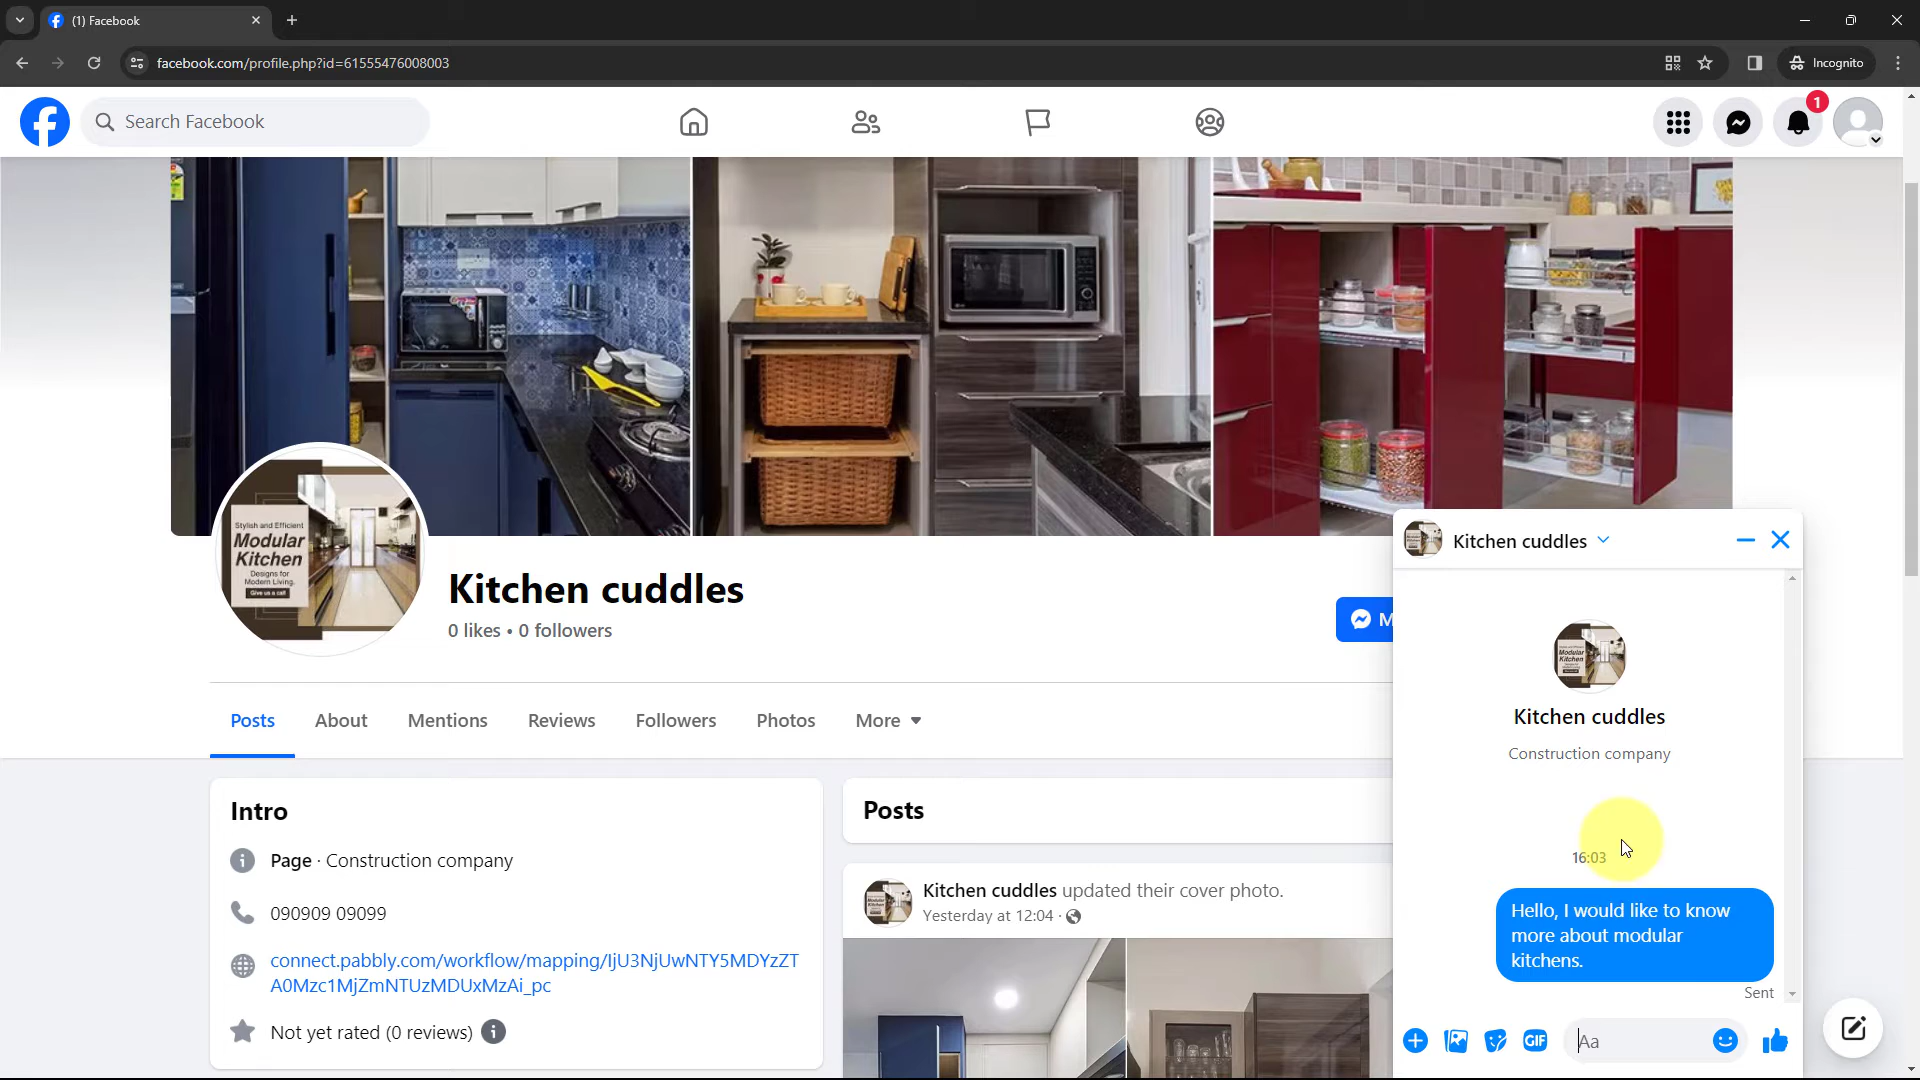 (1) Facebook
facebook.com/profile.php?id=61555476008003
Incognito
Search Facebook
1
Stylish and Efficient
Modular
Kitchen
Designs for
Modern Living.
Give us a call
Kitchen cuddles
0 likes • 0 followers
M
Posts
About
Mentions
Reviews
Followers
Photos
More
Intro
Page · Construction company
090909 09099
connect.pabbly.com/workflow/mapping/IjU3NjUwNTY5MDYzZT
A0Mzc1MjZmNTUzMDUxMzAi_pc
Not yet rated (0 reviews)
Posts
Kitchen cuddles updated their cover photo.
Yesterday at 12:04 ·
Kitchen cuddles
Modular
Kitchen
Kitchen cuddles
Construction company
16:03
Hello, I would like to know
more about modular
kitchens.
Sent
GIF
Aa